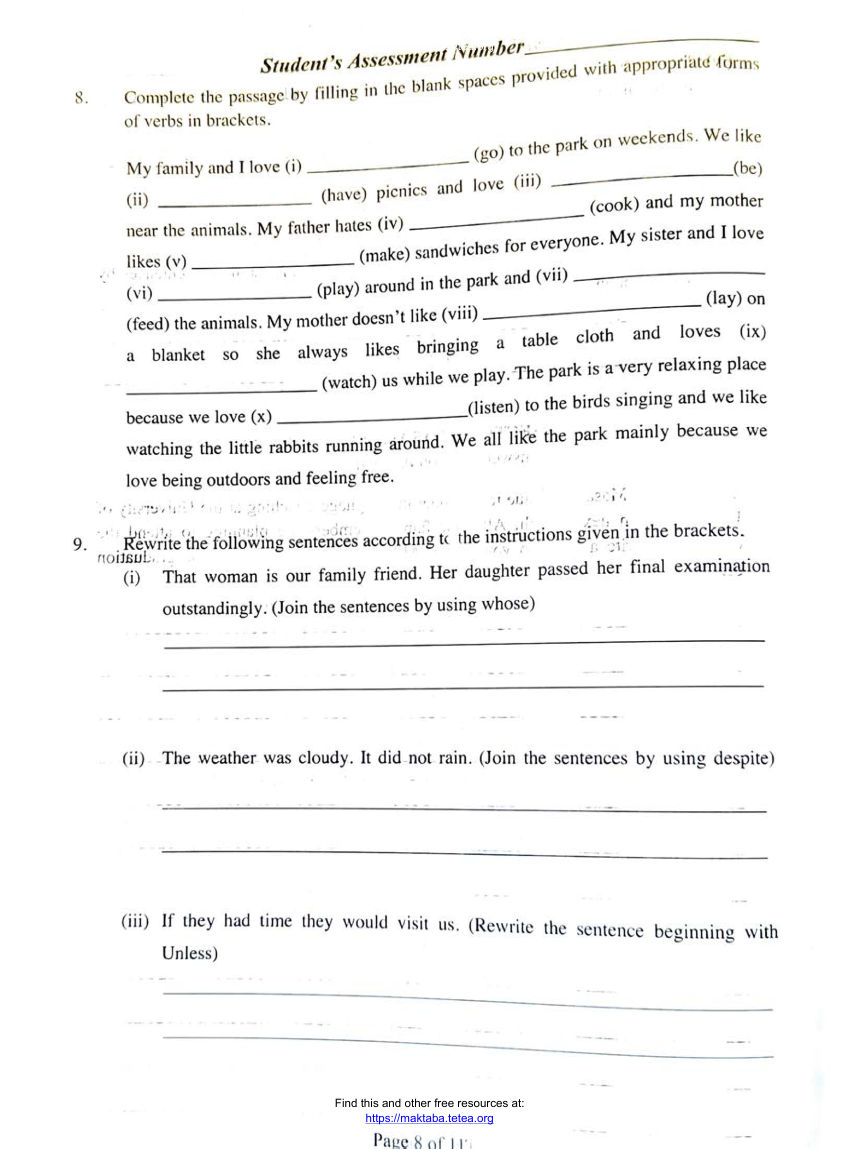 Student's Assessment Number
8. Complete the passage by filling in the blank spaces provided with appropriate forms
of verbs in brackets.
My family and I love (i) ____ (go) to the park on weekends. We like
(ii) ____ (have) picnics and love (iii) ____ (be)
near the animals. My father hates (iv) ____ (cook) and my mother
likes (v) ____ (make) sandwiches for everyone. My sister and I love
(vi) ____ (play) around in the park and (vii) ____
(feed) the animals. My mother doesn't like (viii) ____ (lay) on
a blanket so she always likes bringing a table cloth and loves (ix)
____ (watch) us while we play. The park is a very relaxing place
because we love (x) ____ (listen) to the birds singing and we like
watching the little rabbits running around. We all like the park mainly because we
love being outdoors and feeling free.
9. Rewrite the following sentences according to the instructions given in the brackets.
(i) That woman is our family friend. Her daughter passed her final examination
outstandingly. (Join the sentences by using whose)
(ii) The weather was cloudy. It did not rain. (Join the sentences by using despite)
(iii) If they had time they would visit us. (Rewrite the sentence beginning with
Unless)
Find this and other free resources at:
https://maktaba.tetea.org
Page 8 of 11